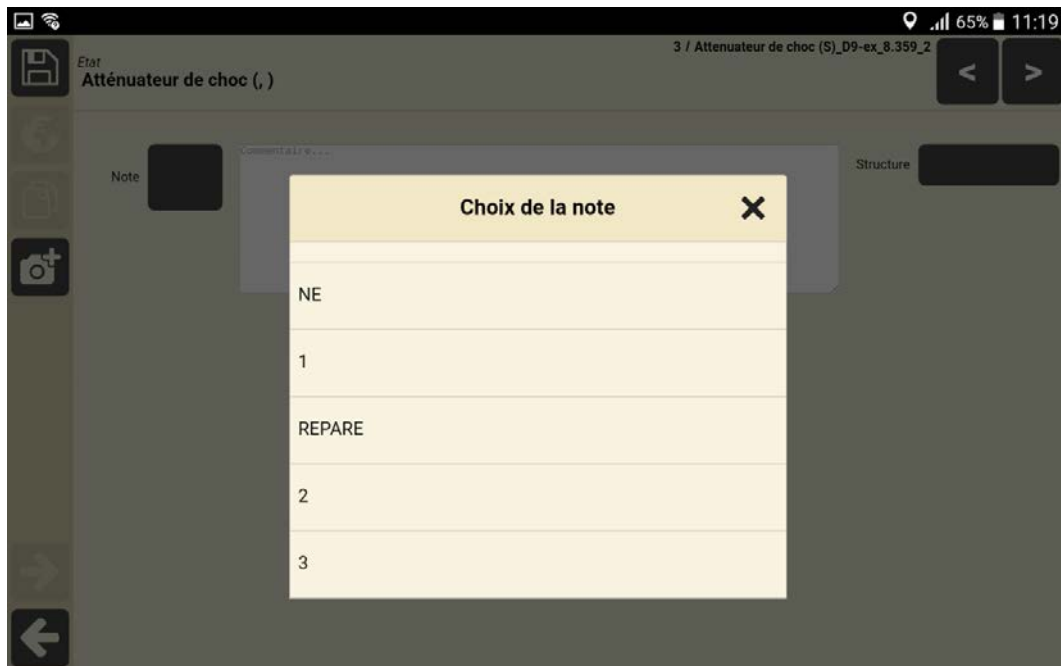 65% 11:19
3 / Attenuateur de choc (S)_D9-ex_8.359_2
Etat
Atténuateur de choc (, )
< >
Note
Commentaire...
Structure
Choix de la note
NE
1
REPARE
2
3